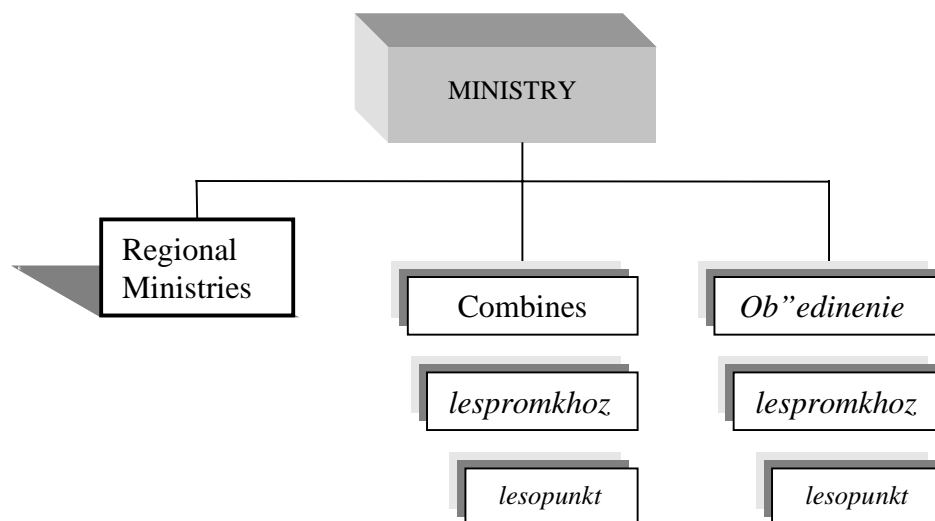 MINISTRY
Regional
Ministries
Combines
Ob”edinenie
lespromkhoz
lespromkhoz
lesopunkt
lesopunkt